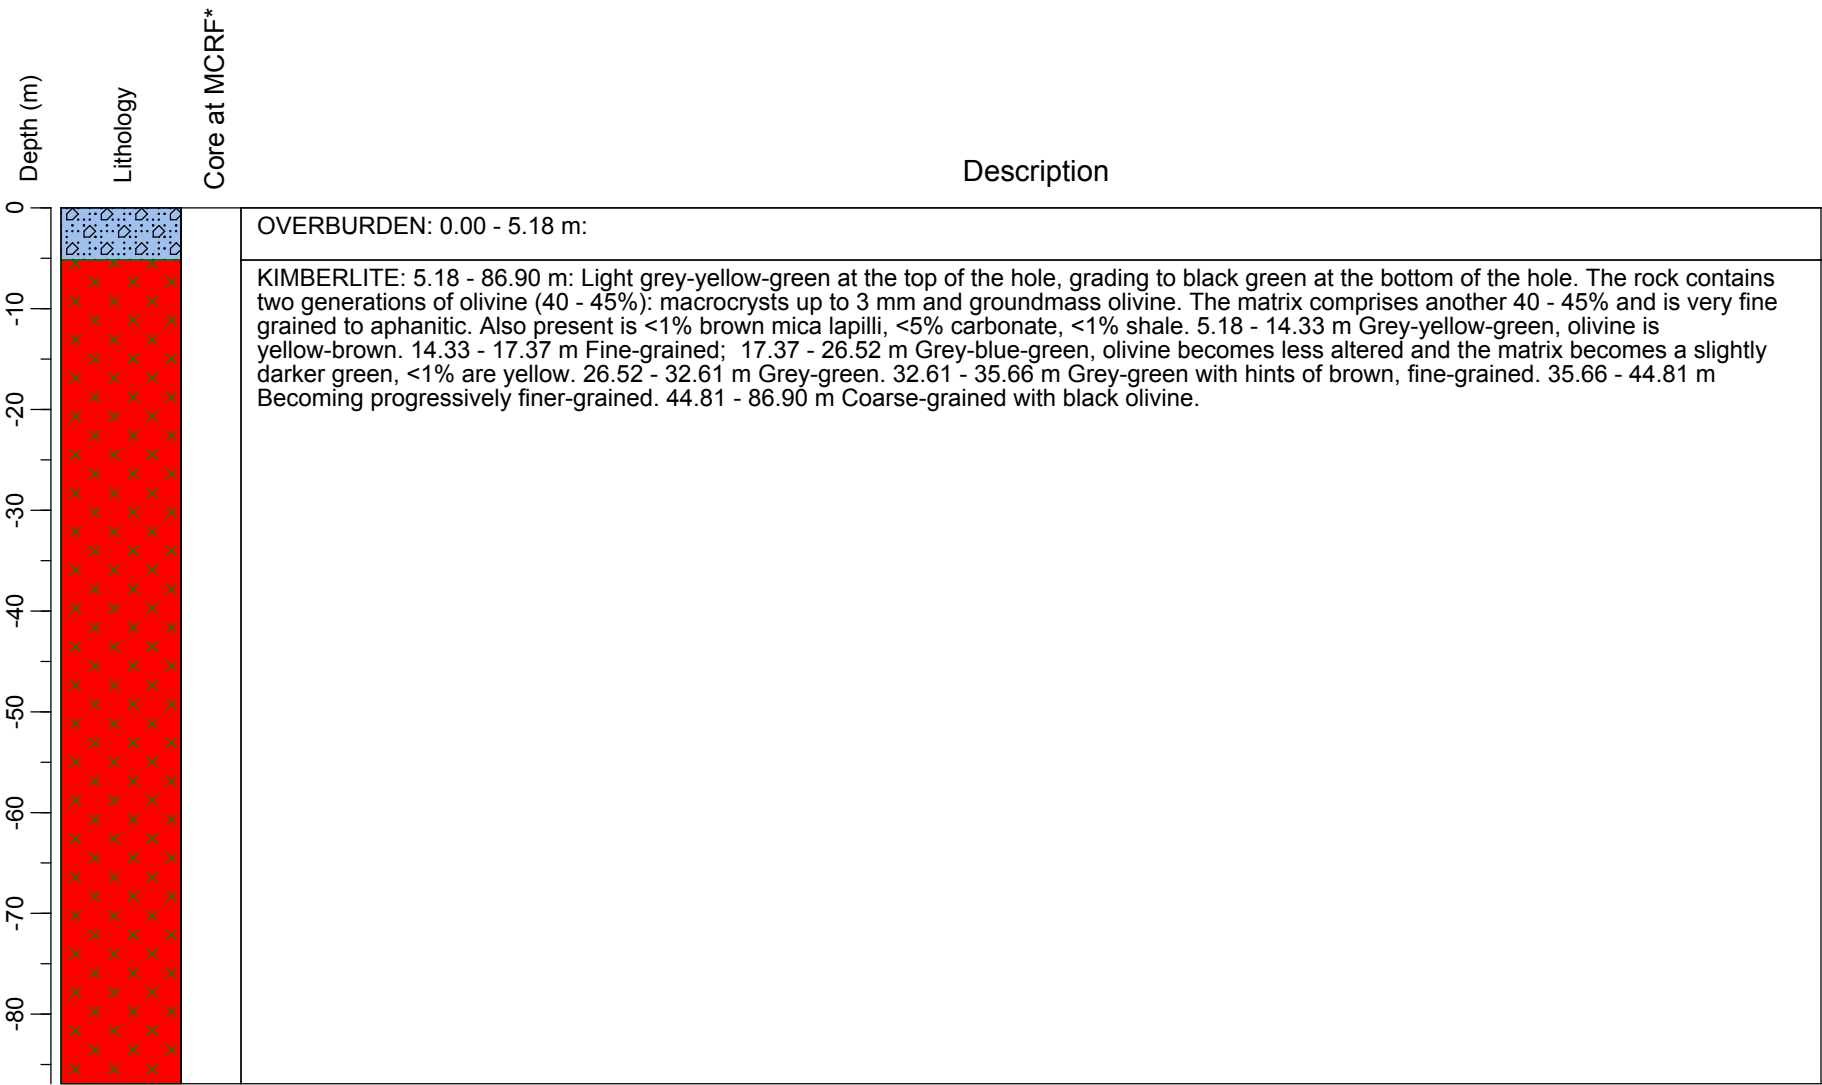 Depth (m)
Lithology
Core at MCRF*
Description
0
-10
-20
-30
-40
-50
-60
-70
-80
OVERBURDEN: 0.00 - 5.18 m:
KIMBERLITE: 5.18 - 86.90 m: Light grey-yellow-green at the top of the hole, grading to black green at the bottom of the hole. The rock contains
two generations of olivine (40 - 45%): macrocrysts up to 3 mm and groundmass olivine. The matrix comprises another 40 - 45% and is very fine
grained to aphanitic. Also present is <1% brown mica lapilli, <5% carbonate, <1% shale. 5.18 - 14.33 m Grey-yellow-green, olivine is
yellow-brown. 14.33 - 17.37 m Fine-grained;  17.37 - 26.52 m Grey-blue-green, olivine becomes less altered and the matrix becomes a slightly
darker green, <1% are yellow. 26.52 - 32.61 m Grey-green. 32.61 - 35.66 m Grey-green with hints of brown, fine-grained. 35.66 - 44.81 m
Becoming progressively finer-grained. 44.81 - 86.90 m Coarse-grained with black olivine.